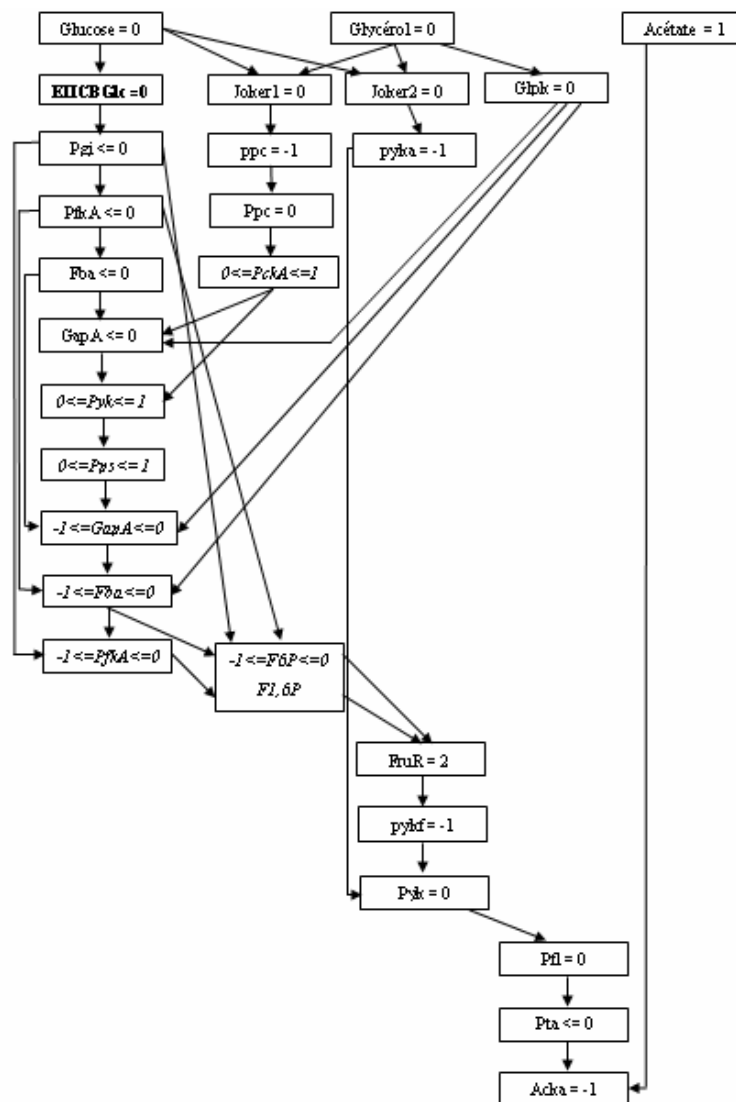 Glucose = 0
Glycérol = 0
Acétate = 1
EIICBGlc =0
Joker1 = 0
Joker2 = 0
Glpk = 0
Pgi <= 0
ppc = -1
pyka = -1
PfkA <= 0
Ppc = 0
Fba <= 0
0<=PckA<=1
GapA <= 0
0<=Pyk<=1
0<=Pps<=1
-1<=GapA<=0
-1<=Fba<=0
-1<=PfkA<=0
-1<=F6P<=0
F1,6P
FruR = 2
pykf = -1
Pyk = 0
Pfl = 0
Pta <= 0
Acka = -1